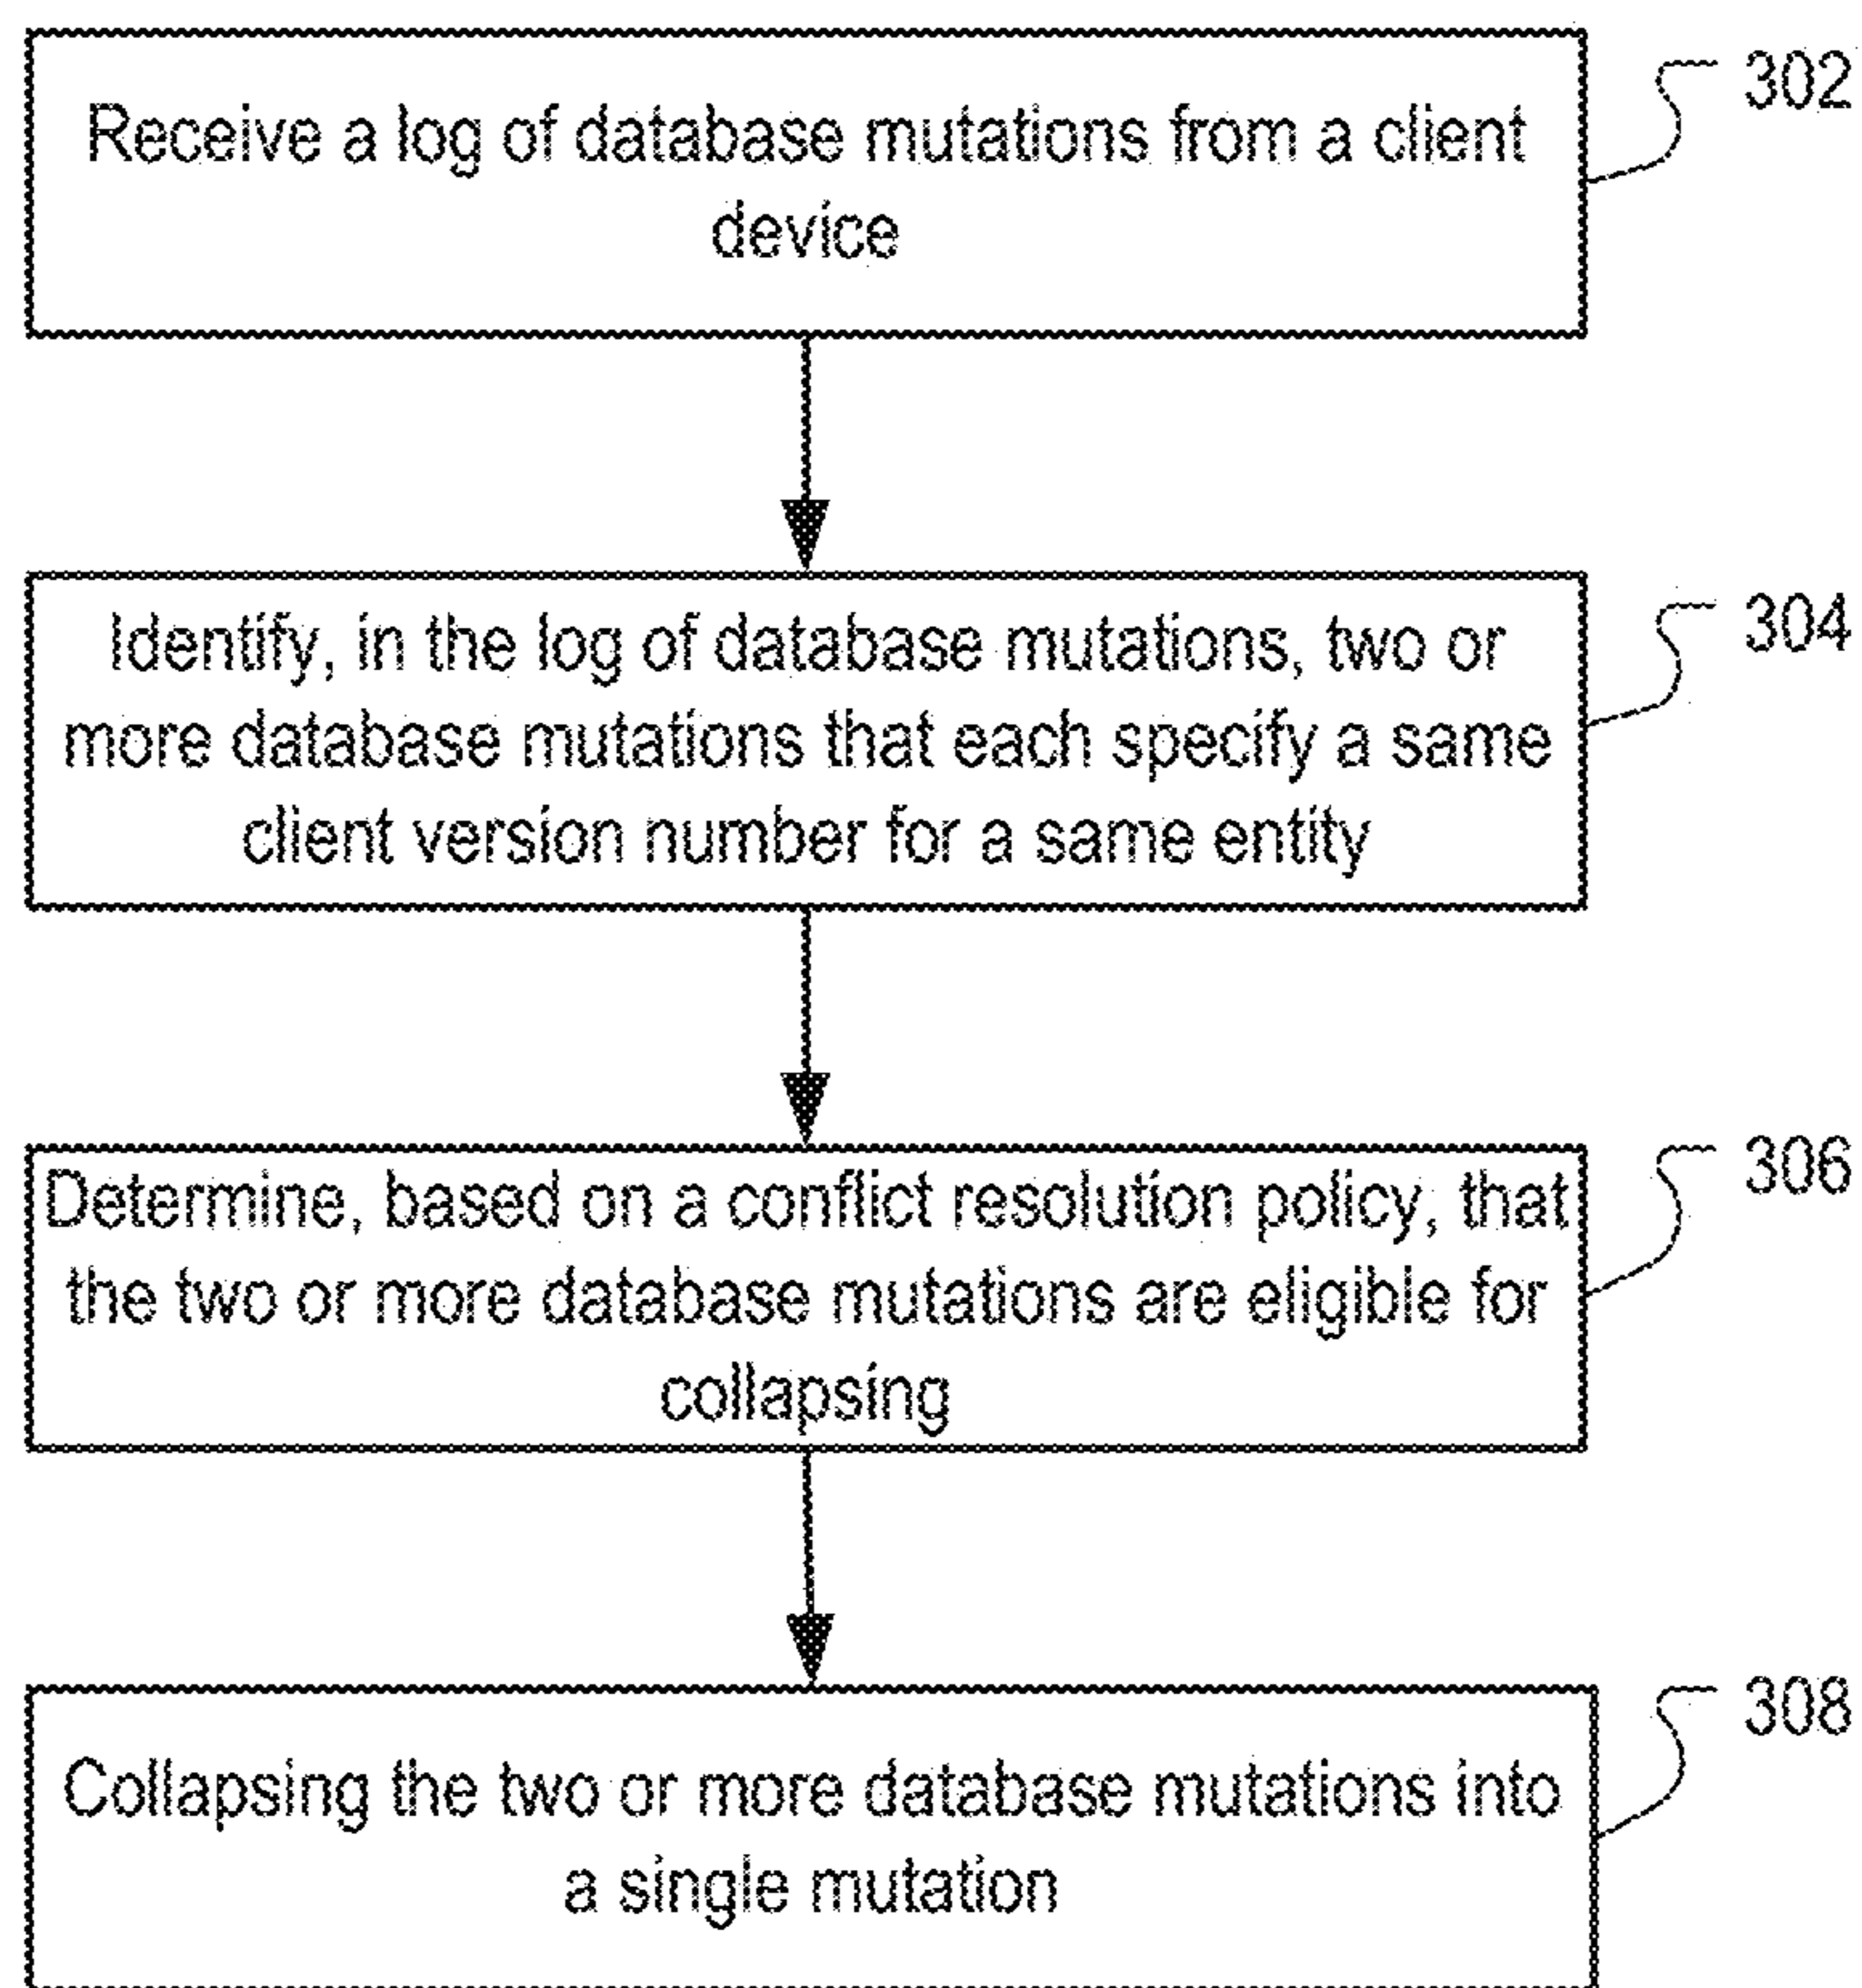 Receive a log of database mutations from a client
device
302
Identify, in the log of database mutations, two or
more database mutations that each specify a same
client version number for a same entity
304
Determine, based on a conflict resolution policy, that
the two or more database mutations are eligible for
collapsing
306
Collapsing the two or more database mutations into
a single mutation
308